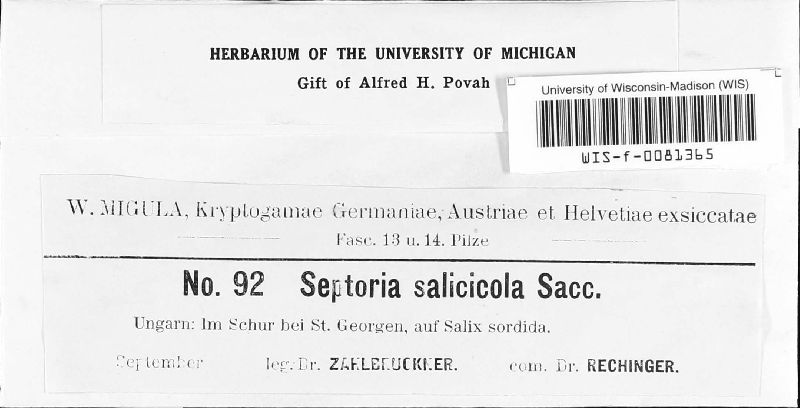 HERBARIUM OF THE UNIVERSITY OF MICHIGAN
Gift of Alfred H. Povah
University of Wisconsin-Madison (WIS)
WIS-f-0081365
W. MIGULA, Kryptogamae Germaniae, Austriae et Helvetiae exsiccatae
Fasc. 13 u. 14. Pilze
No. 92 Septoria salicicola Sacc.
Ungarn: Im Schur bei St. Georgen, auf Salix sordida.
September leg. Dr. ZAHLBRUCKNER. com. Dr. RECHINGER.